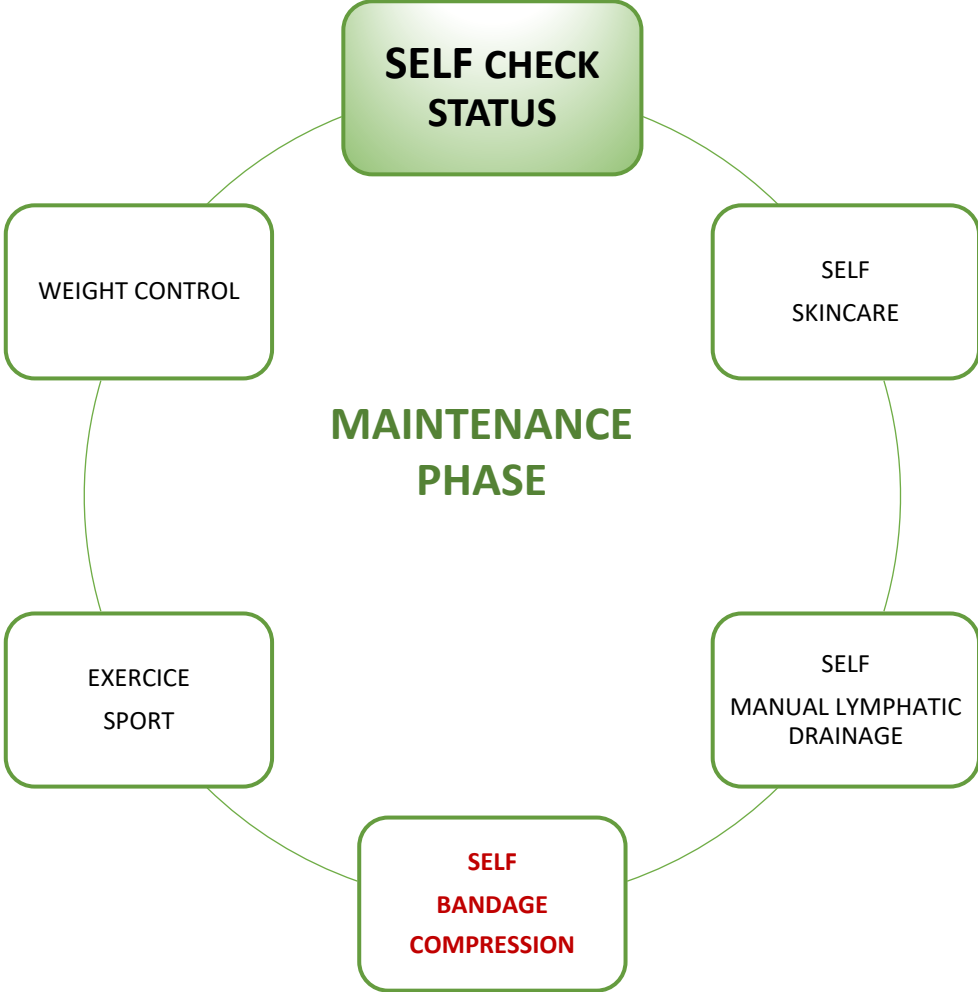 SELF CHECK
STATUS
WEIGHT CONTROL
SELF
SKINCARE
MAINTENANCE
PHASE
EXERCICE
SPORT
SELF
MANUAL LYMPHATIC
DRAINAGE
SELF
BANDAGE
COMPRESSION